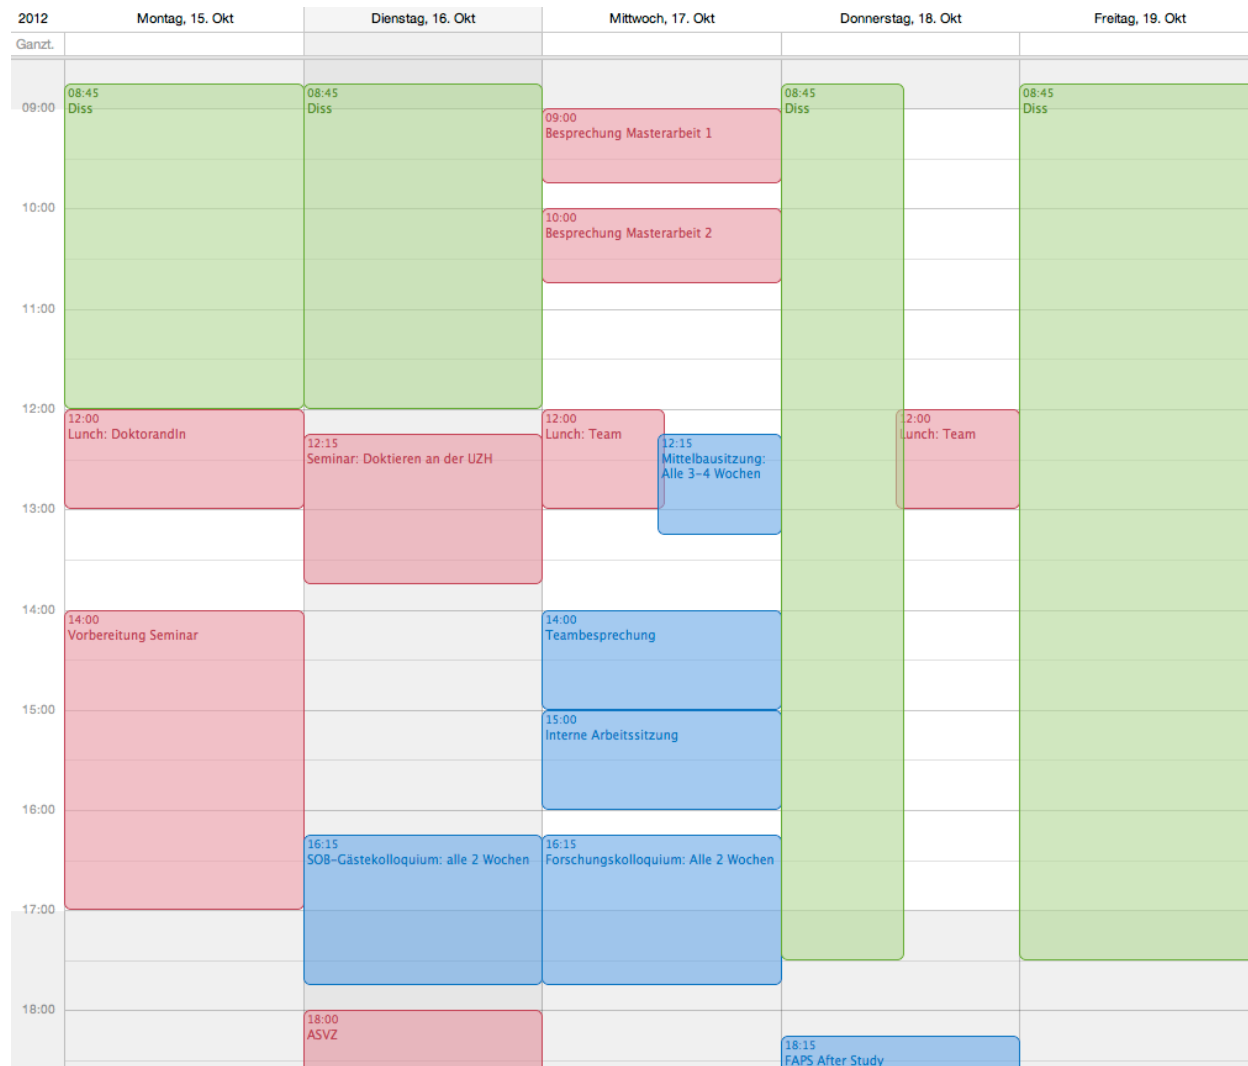 2012
Montag, 15. Okt
Dienstag, 16. Okt
Mittwoch, 17. Okt
Donnerstag, 18. Okt
Freitag, 19. Okt
Ganzt.
09:00
10:00
11:00
12:00
13:00
14:00
15:00
16:00
17:00
18:00
08:45
Diss
12:00
Lunch: DoktorandIn
14:00
Vorbereitung Seminar
08:45
Diss
12:15
Seminar: Doktieren an der UZH
16:15
SOB-Gästekolloquium: alle 2 Wochen
18:00
ASVZ
09:00
Besprechung Masterarbeit 1
10:00
Besprechung Masterarbeit 2
12:00
Lunch: Team
12:15
Mittelbausitzung:
Alle 3-4 Wochen
14:00
Teambesprechung
15:00
Interne Arbeitssitzung
16:15
Forschungskolloquium: Alle 2 Wochen
08:45
Diss
12:00
Lunch: Team
18:15
FAPS After Study
08:45
Diss